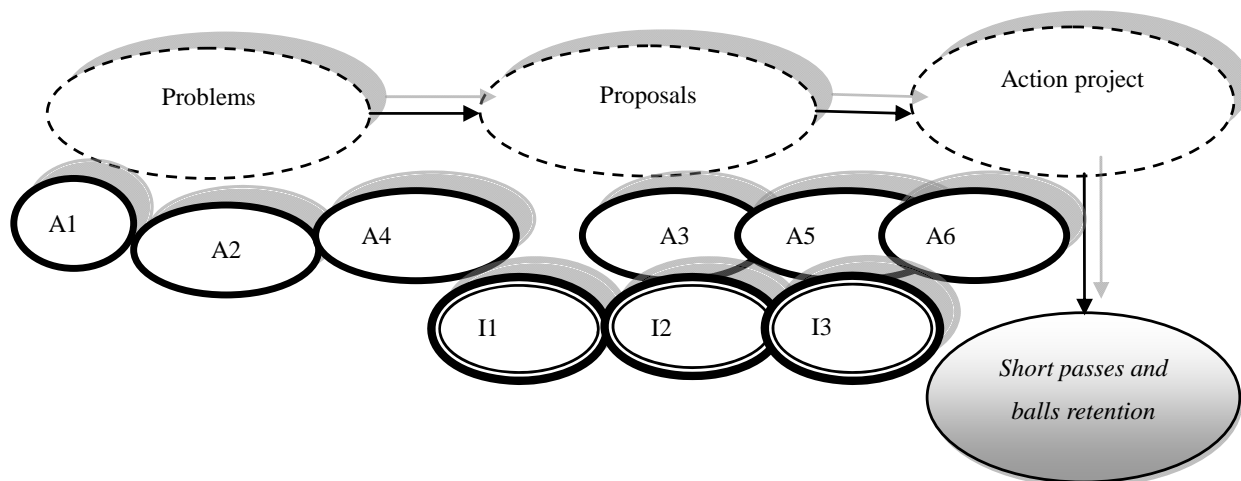 Problems
Proposals
Action project
A1
A2
A4
A3
A5
A6
I1
I2
I3
Short passes and
balls retention